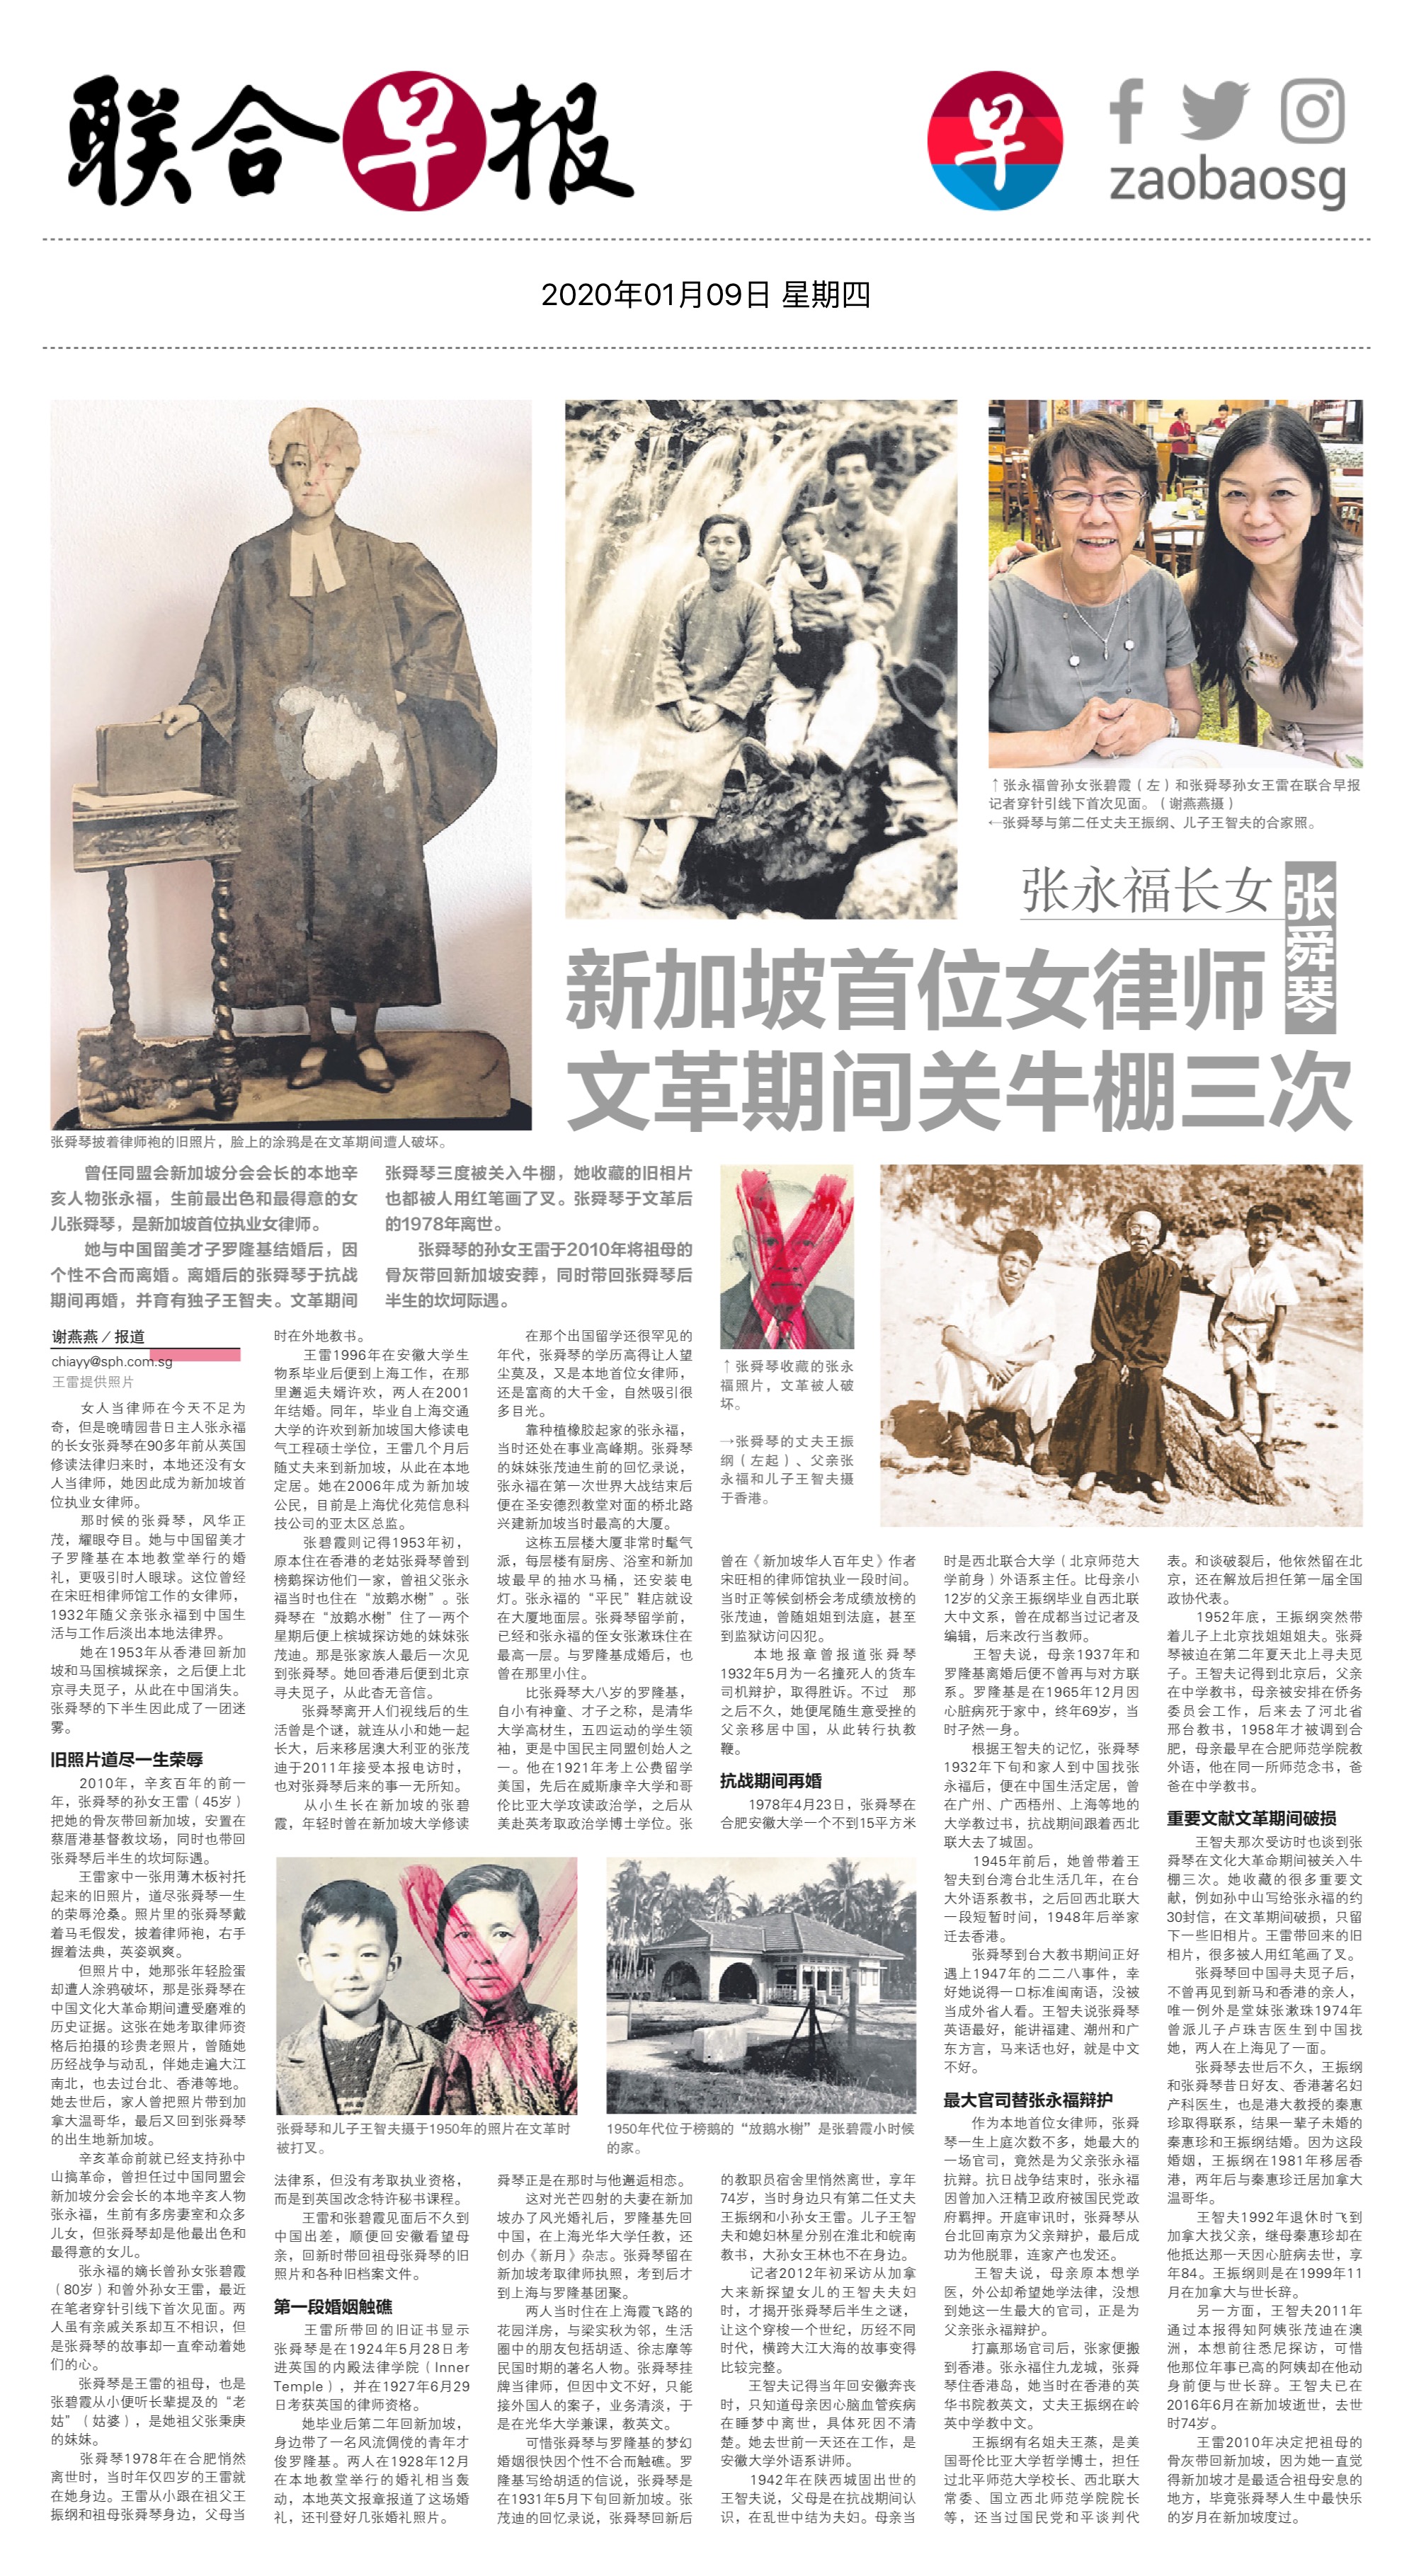 联合早报
早
zaobaosg
2020年01月09日 星期四
↑张永福曾孙女张碧霞（左）和张舜琴孙女王雷在联合早报
记者穿针引线下首次见面。（谢燕燕摄）
←张舜琴与第二任丈夫王振纲、儿子王智夫的合家照。
张永福长女
张舜琴
新加坡首位女律师
文革期间关牛棚三次
张舜琴披着律师袍的旧照片，脸上的涂鸦是在文革期间遭人破坏。
曾任同盟会新加坡分会会长的本地辛
亥人物张永福，生前最出色和最得意的女
儿张舜琴，是新加坡首位执业女律师。
她与中国留美才子罗隆基结婚后，因
个性不合而离婚。离婚后的张舜琴于抗战
期间再婚，并育有独子王智夫。文革期间
张舜琴三度被关入牛棚，她收藏的旧相片
也都被人用红笔画了叉。张舜琴于文革后
的1978年离世。
张舜琴的孙女王雷于2010年将祖母的
骨灰带回新加坡安葬，同时带回张舜琴后
半生的坎坷际遇。
↑张舜琴收藏的张永
福照片，文革被人破
坏。
→张舜琴的丈夫王振
纲（左起）、父亲张
永福和儿子王智夫摄
于香港。
谢燕燕／报道
chiayy@sph.com.sg
王雷提供照片
女人当律师在今天不足为
奇，但是晚晴园昔日主人张永福
的长女张舜琴在90多年前从英国
修读法律归来时，本地还没有女
人当律师，她因此成为新加坡首
位执业女律师。
那时候的张舜琴，风华正
茂，耀眼夺目。她与中国留美才
子罗隆基在本地教堂举行的婚
礼，更吸引时人眼球。这位曾经
在宋旺相律师馆工作的女律师，
1932年随父亲张永福到中国生
活与工作后淡出本地法律界。
她在1953年从香港回新加
坡和马国槟城探亲，之后便上北
京寻夫觅子，从此在中国消失。
张舜琴的下半生因此成了一团迷
雾。
旧照片道尽一生荣辱
2010年，辛亥百年的前一
年，张舜琴的孙女王雷（45岁）
把她的骨灰带回新加坡，安置在
蔡厝港基督教坟场，同时也带回
张舜琴后半生的坎坷际遇。
王雷家中一张用薄木板衬托
起来的旧照片，道尽张舜琴一生
的荣辱沧桑。照片里的张舜琴戴
着马毛假发，披着律师袍，右手
握着法典，英姿飒爽。
但照片中，她那张年轻脸蛋
却遭人涂鸦破坏，那是张舜琴在
中国文化大革命期间遭受磨难的
历史证据。这张在她考取律师资
格后拍摄的珍贵老照片，曾随她
历经战争与动乱，伴她走遍大江
南北，也去过台北、香港等地。
她去世后，家人曾把照片带到加
拿大温哥华，最后又回到张舜琴
的出生地新加坡。
辛亥革命前就已经支持孙中
山搞革命，曾担任过中国同盟会
新加坡分会会长的本地辛亥人物
张永福，生前有多房妻室和众多
儿女，但张舜琴却是他最出色和
最得意的女儿。
张永福的嫡长曾孙女张碧霞
（80岁）和曾外孙女王雷，最近
在笔者穿针引线下首次见面。两
人虽有亲戚关系却互不相识，但
是张舜琴的故事却一直牵动着她
们的心。
张舜琴是王雷的祖母，也是
张碧霞从小便听长辈提及的“老
姑”（姑婆），是她祖父张秉庚
的妹妹。
张舜琴1978年在合肥悄然
离世时，当时年仅四岁的王雷就
在她身边。王雷从小跟在祖父王
振纲和祖母张舜琴身边，父母当
时在外地教书。
王雷1996年在安徽大学生
物系毕业后便到上海工作，在那
里邂逅夫婿许欢，两人在2001
年结婚。同年，毕业自上海交通
大学的许欢到新加坡国大修读电
气工程硕士学位，王雷几个月后
随丈夫来到新加坡，从此在本地
定居。她在2006年成为新加坡
公民，目前是上海优化苑信息科
技公司的亚太区总监。
张碧霞则记得1953年初，
原本住在香港的老姑张舜琴曾到
榜鹅探访他们一家，曾祖父张永
福当时也住在“放鹅水榭”。张
舜琴在“放鹅水榭”住了一两个
星期后便上槟城探访她的妹妹张
茂迪。那是张家族人最后一次见
到张舜琴。她回香港后便到北京
寻夫觅子，从此杳无音信。
张舜琴离开人们视线后的生
活曾是个谜，就连从小和她一起
长大，后来移居澳大利亚的张茂
迪于2011年接受本报电访时，
也对张舜琴后来的事一无所知。
从小生长在新加坡的张碧
霞，年轻时曾在新加坡大学修读
张舜琴和儿子王智夫摄于1950年的照片在文革时
被打叉。
法律系，但没有考取执业资格，
而是到英国改念特许秘书课程。
王雷和张碧霞见面后不久到
中国出差，顺便回安徽看望母
亲，回新时带回祖母张舜琴的旧
照片和各种旧档案文件。
第一段婚姻触礁
王雷所带回的旧证书显示
张舜琴是在1924年5月28日考
进英国的内殿法律学院（Inner
Temple），并在1927年6月29
日考获英国的律师资格。
她毕业后第二年回新加坡，
身边带了一名风流倜傥的青年才
俊罗隆基。两人在1928年12月
在本地教堂举行的婚礼相当轰
动，本地英文报章报道了这场婚
礼，还刊登好几张婚礼照片。
在那个出国留学还很罕见的
年代，张舜琴的学历高得让人望
尘莫及，又是本地首位女律师，
还是富商的大千金，自然吸引很
多目光。
靠种植橡胶起家的张永福，
当时还处在事业高峰期。张舜琴
的妹妹张茂迪生前的回忆录说，
张永福在第一次世界大战结束后
便在圣安德烈教堂对面的桥北路
兴建新加坡当时最高的大厦。
这栋五层楼大厦非常时髦气
派，每层楼有厨房、浴室和新加
坡最早的抽水马桶，还安装电
灯。张永福的“平民”鞋店就设
在大厦地面层。张舜琴留学前，
已经和张永福的侄女张漱珠住在
最高一层。与罗隆基成婚后，也
曾在那里小住。
比张舜琴大八岁的罗隆基，
自小有神童、才子之称，是清华
大学高材生，五四运动的学生领
袖，更是中国民主同盟创始人之
一。他在1921年考上公费留学
美国，先后在威斯康辛大学和哥
伦比亚大学攻读政治学，之后从
美赴英考取政治学博士学位。张
1950年代位于榜鹅的“放鹅水榭”是张碧霞小时候
的家。
舜琴正是在那时与他邂逅相恋。
这对光芒四射的夫妻在新加
坡办了风光婚礼后，罗隆基先回
中国，在上海光华大学任教，还
创办《新月》杂志。张舜琴留在
新加坡考取律师执照，考到后才
到上海与罗隆基团聚。
两人当时住在上海霞飞路的
花园洋房，与梁实秋为邻，生活
圈中的朋友包括胡适、徐志摩等
民国时期的著名人物。张舜琴挂
牌当律师，但因中文不好，只能
接外国人的案子，业务清淡，于
是在光华大学兼课，教英文。
可惜张舜琴与罗隆基的梦幻
婚姻很快因个性不合而触礁。罗
隆基写给胡适的信说，张舜琴是
在1931年5月下旬回新加坡。张
茂迪的回忆录说，张舜琴回新后
曾在《新加坡华人百年史》作者
宋旺相的律师馆执业一段时间。
当时正等候剑桥会考成绩放榜的
张茂迪，曾随姐姐到法庭，甚至
到监狱访问囚犯。
本地报章曾报道张舜琴
1932年5月为一名撞死人的货车
司机辩护，取得胜诉。不过　那
之后不久，她便尾随生意受挫的
父亲移居中国，从此转行执教
鞭。
抗战期间再婚
1978年4月23日，张舜琴在
合肥安徽大学一个不到15平方米
的教职员宿舍里悄然离世，享年
74岁，当时身边只有第二任丈夫
王振纲和小孙女王雷。儿子王智
夫和媳妇林星分别在淮北和皖南
教书，大孙女王林也不在身边。
记者2012年初采访从加拿
大来新探望女儿的王智夫夫妇
时，才揭开张舜琴后半生之谜，
让这个穿梭一个世纪，历经不同
时代，横跨大江大海的故事变得
比较完整。
王智夫记得当年回安徽奔丧
时，只知道母亲因心脑血管疾病
在睡梦中离世，具体死因不清
楚。她去世前一天还在工作，是
安徽大学外语系讲师。
1942年在陕西城固出世的
王智夫说，父母是在抗战期间认
识，在乱世中结为夫妇。母亲当
时是西北联合大学（北京师范大
学前身）外语系主任。比母亲小
12岁的父亲王振纲毕业自西北联
大中文系，曾在成都当过记者及
编辑，后来改行当教师。
王智夫说，母亲1937年和
罗隆基离婚后便不曾再与对方联
系。罗隆基是在1965年12月因
心脏病死于家中，终年69岁，当
时孑然一身。
根据王智夫的记忆，张舜琴
1932年下旬和家人到中国找张
永福后，便在中国生活定居，曾
在广州、广西梧州、上海等地的
大学教过书，抗战期间跟着西北
联大去了城固。
1945年前后，她曾带着王
智夫到台湾台北生活几年，在台
大外语系教书，之后回西北联大
一段短暂时间，1948年后举家
迁去香港。
张舜琴到台大教书期间正好
遇上1947年的二二八事件，幸
好她说得一口标准闽南语，没被
当成外省人看。王智夫说张舜琴
英语最好，能讲福建、潮州和广
东方言，马来话也好，就是中文
不好。
最大官司替张永福辩护
作为本地首位女律师，张舜
琴一生上庭次数不多，她最大的
一场官司，竟然是为父亲张永福
抗辩。抗日战争结束时，张永福
因曾加入汪精卫政府被国民党政
府羁押。开庭审讯时，张舜琴从
台北回南京为父亲辩护，最后成
功为他脱罪，连家产也发还。
王智夫说，母亲原本想学
医，外公却希望她学法律，没想
到她这一生最大的官司，正是为
父亲张永福辩护。
打赢那场官司后，张家便搬
到香港。张永福住九龙城，张舜
琴住香港岛，她当时在香港的英
华书院教英文，丈夫王振纲在岭
英中学教中文。
王振纲有名姐夫王蒸，是美
国哥伦比亚大学哲学博士，担任
过北平师范大学校长、西北联大
常委、国立西北师范学院院长
等，还当过国民党和平谈判代
表。和谈破裂后，他依然留在北
京，还在解放后担任第一届全国
政协代表。
1952年底，王振纲突然带
着儿子上北京找姐姐姐夫。张舜
琴被迫在第二年夏天北上寻夫觅
子。王智夫记得到北京后，父亲
在中学教书，母亲被安排在侨务
委员会工作，后来去了河北省
邢台教书，1958年才被调到合
肥，母亲最早在合肥师范学院教
外语，他在同一所师范念书，爸
爸在中学教书。
重要文献文革期间破损
王智夫那次受访时也谈到张
舜琴在文化大革命期间被关入牛
棚三次。她收藏的很多重要文
献，例如孙中山写给张永福的约
30封信，在文革期间破损，只留
下一些旧相片。王雷带回来的旧
相片，很多被人用红笔画了叉。
张舜琴回中国寻夫觅子后，
不曾再见到新马和香港的亲人，
唯一例外是堂妹张漱珠1974年
曾派儿子卢珠吉医生到中国找
她，两人在上海见了一面。
张舜琴去世后不久，王振纲
和张舜琴昔日好友、香港著名妇
产科医生，也是港大教授的秦惠
珍取得联系，结果一辈子未婚的
秦惠珍和王振纲结婚。因为这段
婚姻，王振纲在1981年移居香
港，两年后与秦惠珍迁居加拿大
温哥华。
王智夫1992年退休时飞到
加拿大找父亲，继母秦惠珍却在
他抵达那一天因心脏病去世，享
年84。王振纲则是在1999年11
月在加拿大与世长辞。
另一方面，王智夫2011年
通过本报得知阿姨张茂迪在澳
洲，本想前往悉尼探访，可惜
他那位年事已高的阿姨却在他动
身前便与世长辞。王智夫已在
2016年6月在新加坡逝世，去世
时74岁。
王雷2010年决定把祖母的
骨灰带回新加坡，因为她一直觉
得新加坡才是最适合祖母安息的
地方，毕竟张舜琴人生中最快乐
的岁月在新加坡度过。